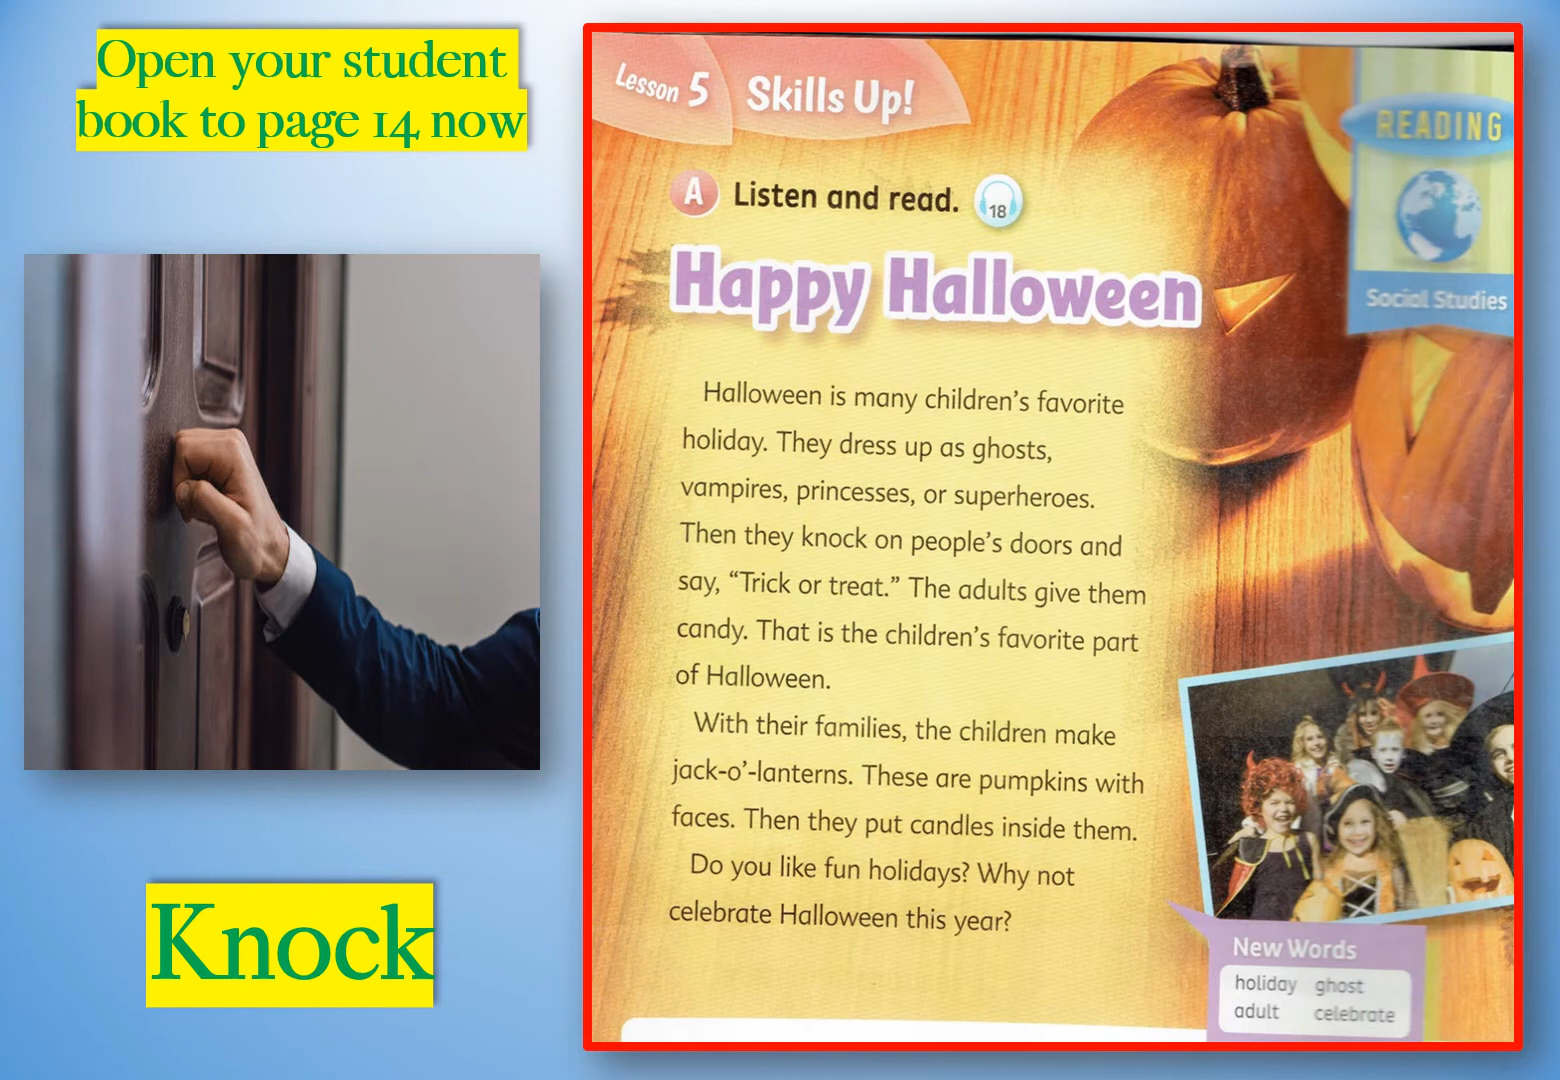 Open your student
book to page 14 now
Knock
Lesson 5 Skills Up!
READING
Social Studies
A Listen and read. 18
Happy Halloween
Halloween is many children's favorite
holiday. They dress up as ghosts,
vampires, princesses, or superheroes.
Then they knock on people's doors and
say, “Trick or treat.” The adults give them
candy. That is the children's favorite part
of Halloween.
With their families, the children make
jack-o'-lanterns. These are pumpkins with
faces. Then they put candles inside them.
Do you like fun holidays? Why not
celebrate Halloween this year?
New Words
holiday ghost
adult celebrate